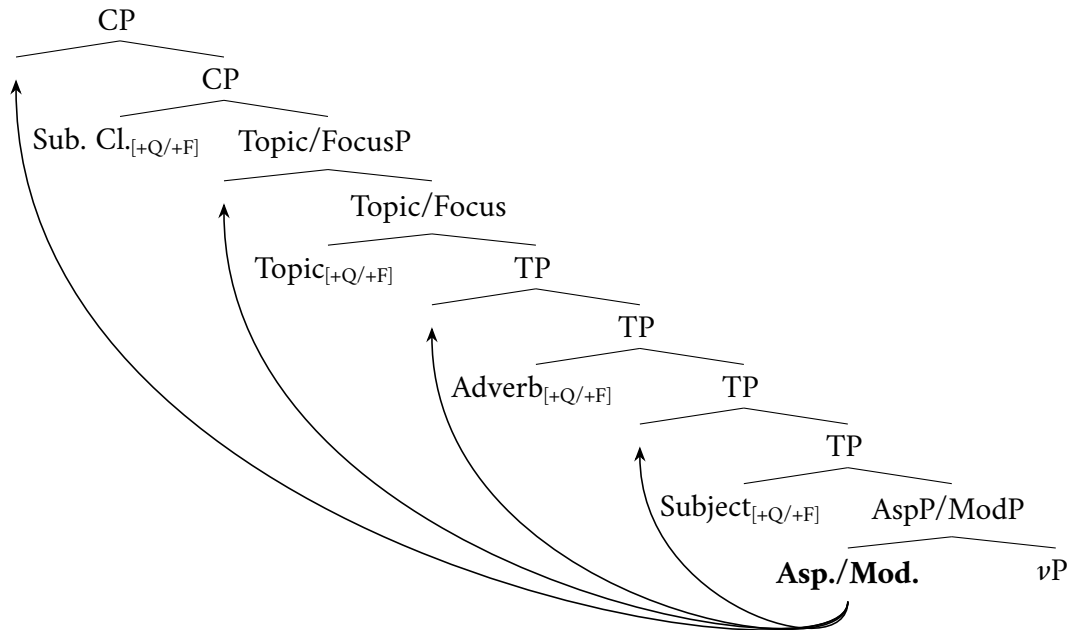 CP
CP
Sub. Cl.[+Q/+F] Topic/FocusP
Topic/Focus
Topic[+Q/+F] TP
TP
Adverb[+Q/+F] TP
TP
Subject[+Q/+F] AspP/ModP
Asp./Mod. νP